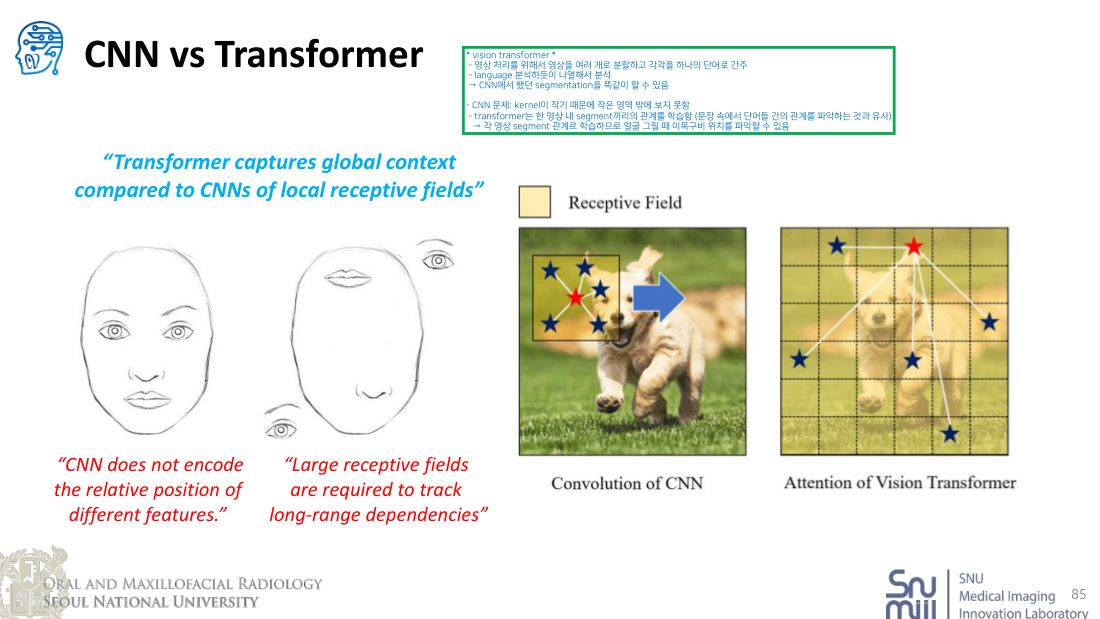 CNN vs Transformer
* vision transformer *
- 영상 처리를 위해서 영상을 여러 개로 분할하고 각각을 하나의 단어로 간주
- language 분석하듯이 나열해서 분석
→ CNN에서 했던 segmentation을 똑같이 할 수 있음
- CNN 문제: kernel이 작기 때문에 작은 영역 밖에 보지 못함
- transformer는 한 영상 내 segment끼리의 관계를 학습함 (문장 속에서 단어들 간의 관계를 파악하는 것과 유사)
→ 각 영상 segment 관계르 학습하므로 얼굴 그릴 때 이목구비 위치를 파악할 수 있음
“Transformer captures global context
compared to CNNs of local receptive fields”
Receptive Field
“CNN does not encode
the relative position of
different features.”
“Large receptive fields
are required to track
long-range dependencies”
Convolution of CNN
Attention of Vision Transformer
ORAL AND MAXILLOFACIAL RADIOLOGY
SEOUL NATIONAL UNIVERSITY
SNU
mill
SNU
Medical Imaging
Innovation Laboratory
85